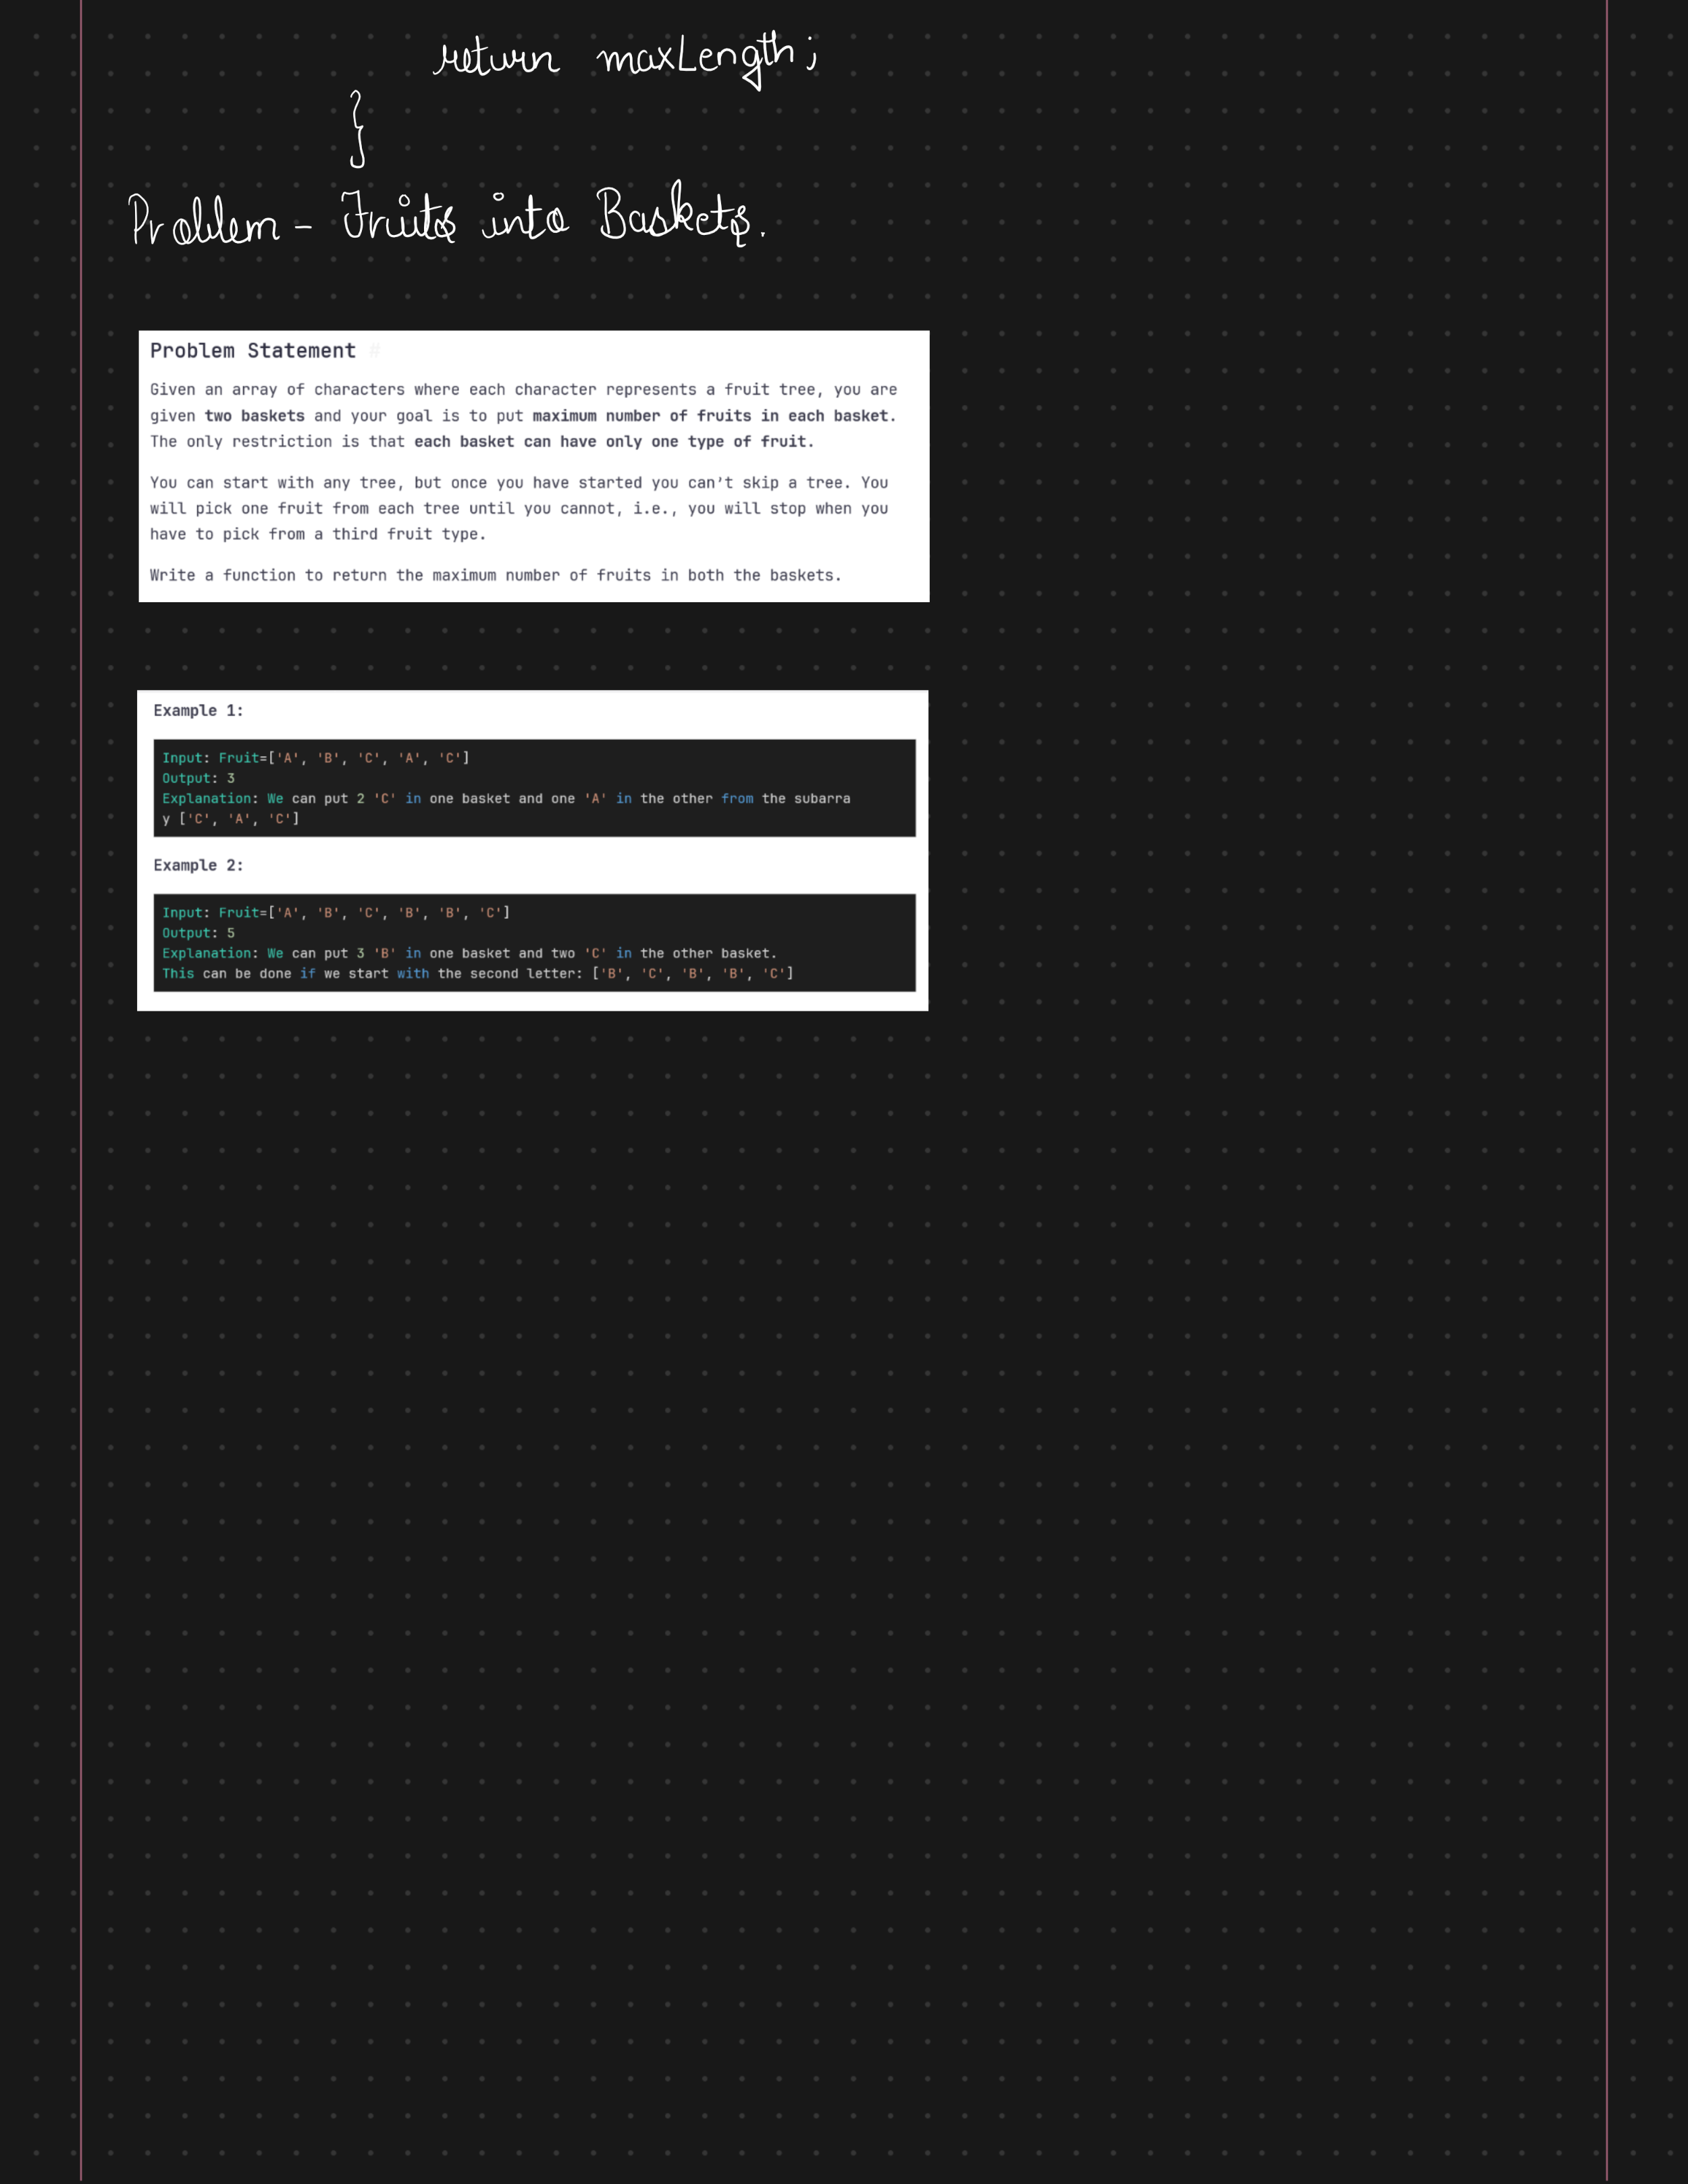 return maxLength;
}
Problem - Fruits into Baskets.
Problem Statement #
Given an array of characters where each character represents a fruit tree, you are
given two baskets and your goal is to put maximum number of fruits in each basket.
The only restriction is that each basket can have only one type of fruit.
You can start with any tree, but once you have started you can’t skip a tree. You
will pick one fruit from each tree until you cannot, i.e., you will stop when you
have to pick from a third fruit type.
Write a function to return the maximum number of fruits in both the baskets.
Example 1:
Input: Fruit=['A', 'B', 'C', 'A', 'C']
Output: 3
Explanation: We can put 2 'C' in one basket and one 'A' in the other from the subarra
y ['C', 'A', 'C']
Example 2:
Input: Fruit=['A', 'B', 'C', 'B', 'B', 'C']
Output: 5
Explanation: We can put 3 'B' in one basket and two 'C' in the other basket.
This can be done if we start with the second letter: ['B', 'C', 'B', 'B', 'C']